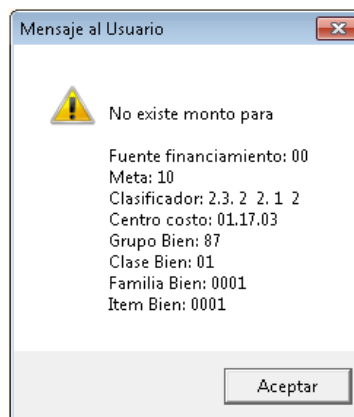 Mensaje al Usuario
No existe monto para
Fuente financiamiento: 00
Meta: 10
Clasificador: 2.3. 2  2. 1  2
Centro costo: 01.17.03
Grupo Bien: 87
Clase Bien: 01
Familia Bien: 0001
Item Bien: 0001
Aceptar